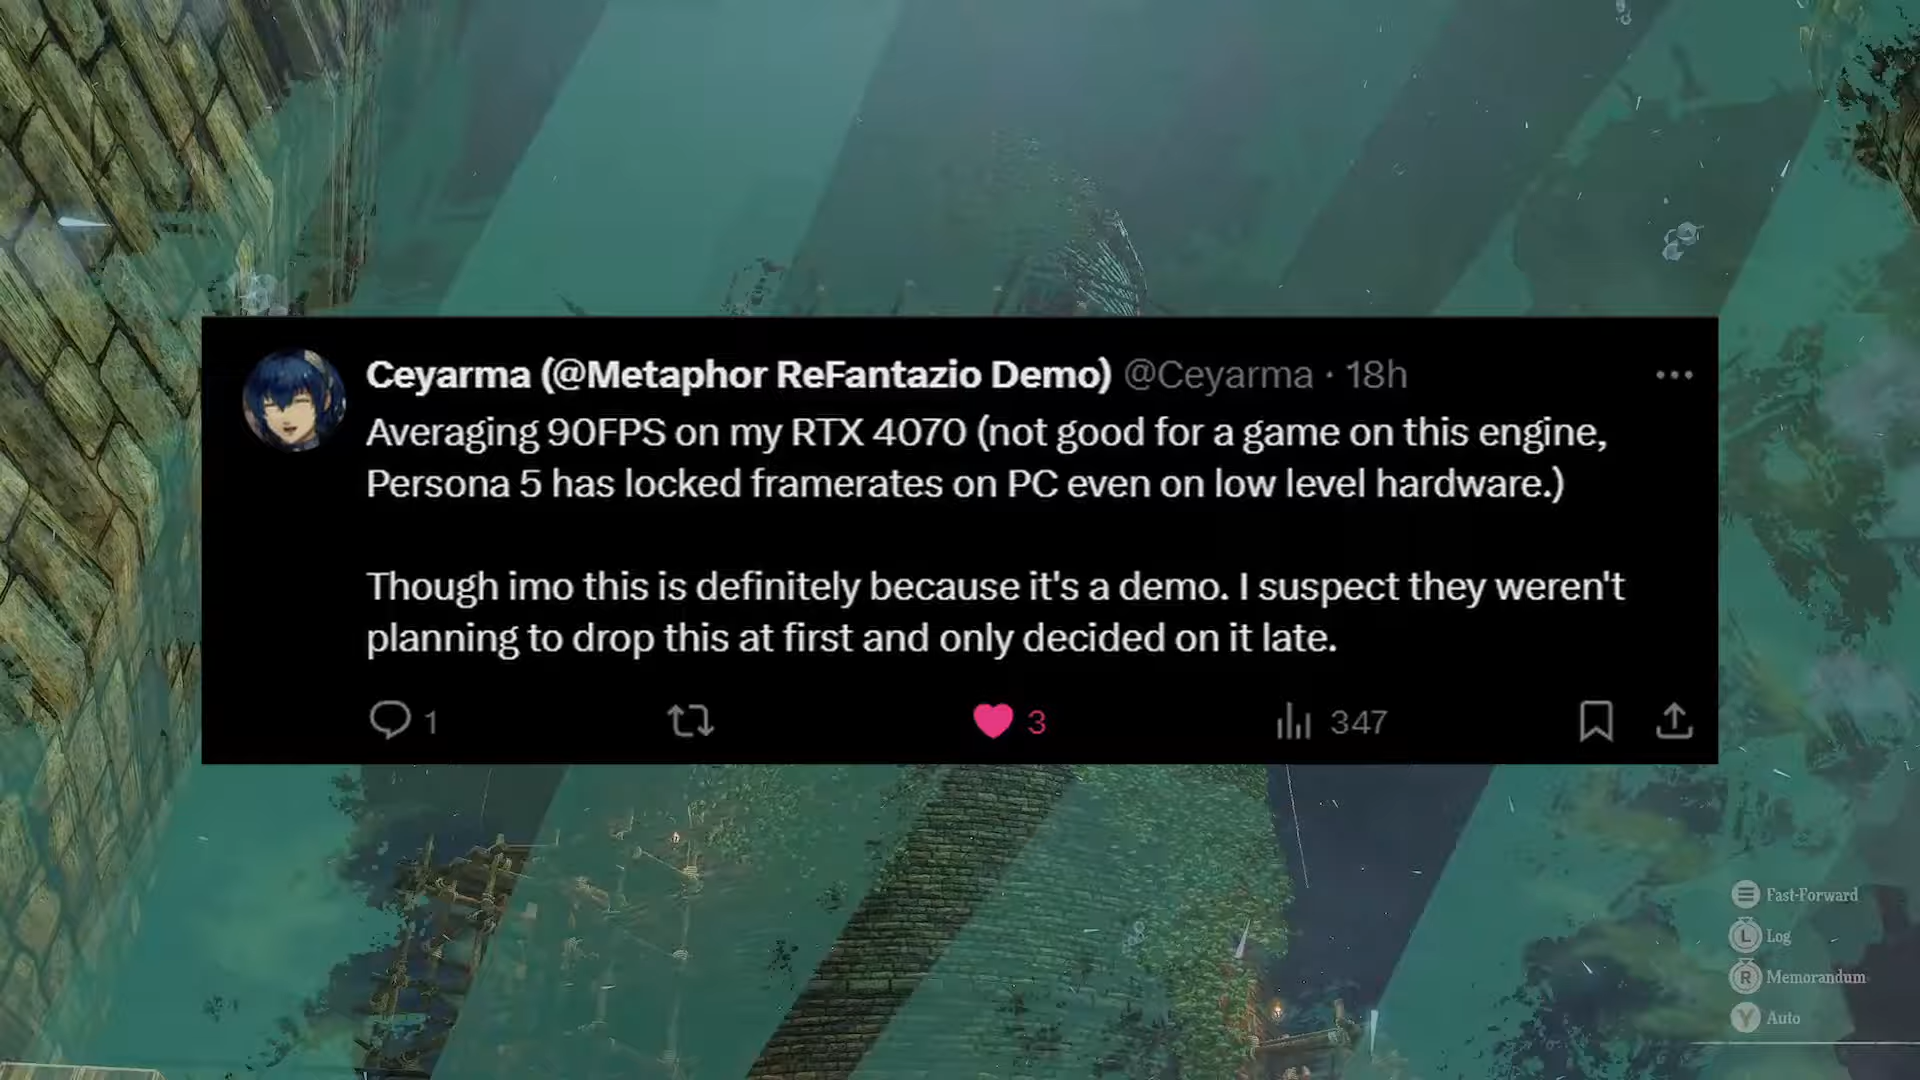 Ceyarma (@Metaphor ReFantazio Demo) @Ceyarma · 18h
Averaging 90FPS on my RTX 4070 (not good for a game on this engine,
Persona 5 has locked framerates on PC even on low level hardware.)
Though imo this is definitely because it's a demo. I suspect they weren't
planning to drop this at first and only decided on it late.
1 3 347
Fast-Forward
L Log
R Memorandum
Y Auto